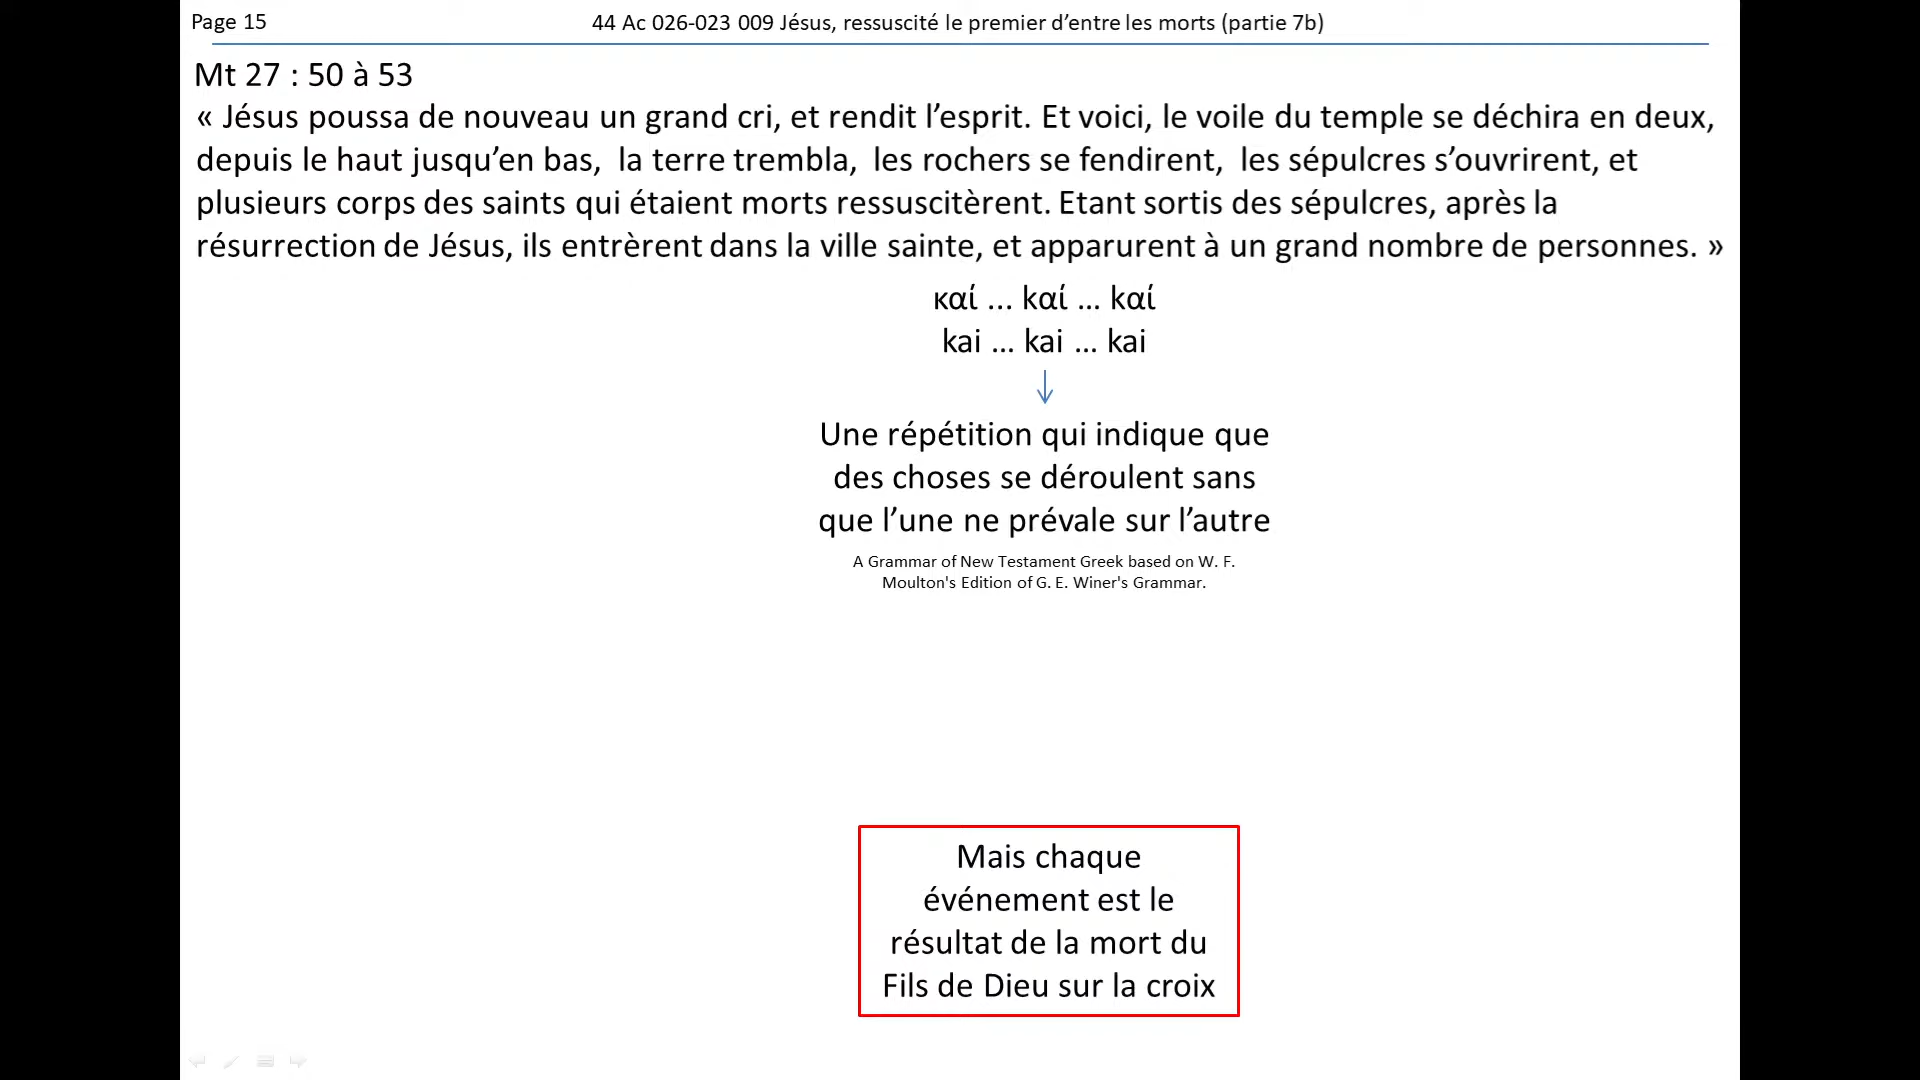 Page 15
44 Ac 026-023 009 Jésus, ressuscité le premier d’entre les morts (partie 7b)
Mt 27 : 50 à 53
« Jésus poussa de nouveau un grand cri, et rendit l’esprit. Et voici, le voile du temple se déchira en deux,
depuis le haut jusqu’en bas, la terre trembla, les rochers se fendirent, les sépulcres s’ouvrirent, et
plusieurs corps des saints qui étaient morts ressuscitèrent. Etant sortis des sépulcres, après la
résurrection de Jésus, ils entrèrent dans la ville sainte, et apparurent à un grand nombre de personnes. »
καί ... kαί ... kαί
kai ... kai ... kai
Une répétition qui indique que
des choses se déroulent sans
que l’une ne prévale sur l’autre
A Grammar of New Testament Greek based on W. F.
Moulton's Edition of G. E. Winer's Grammar.
Mais chaque
événement est le
résultat de la mort du
Fils de Dieu sur la croix